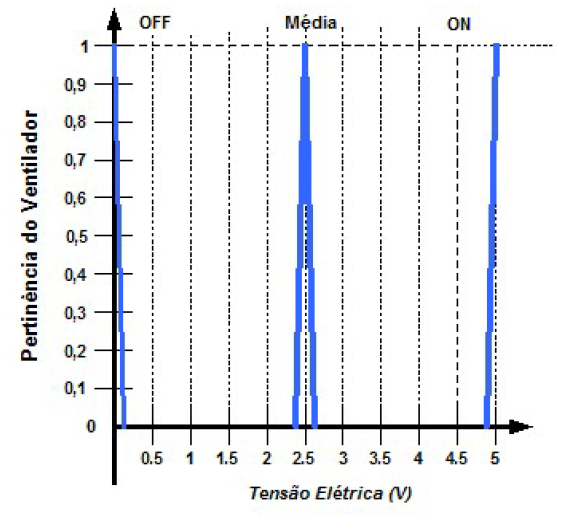 OFF Média ON
1
0,9
0,8
0,7
0,6
0,5
0,4
0,3
0,2
0,1
0
Pertinência do Ventilador
0.5 1 1.5 2 2.5 3 3.5 4 4.5 5
Tensão Elétrica (V)